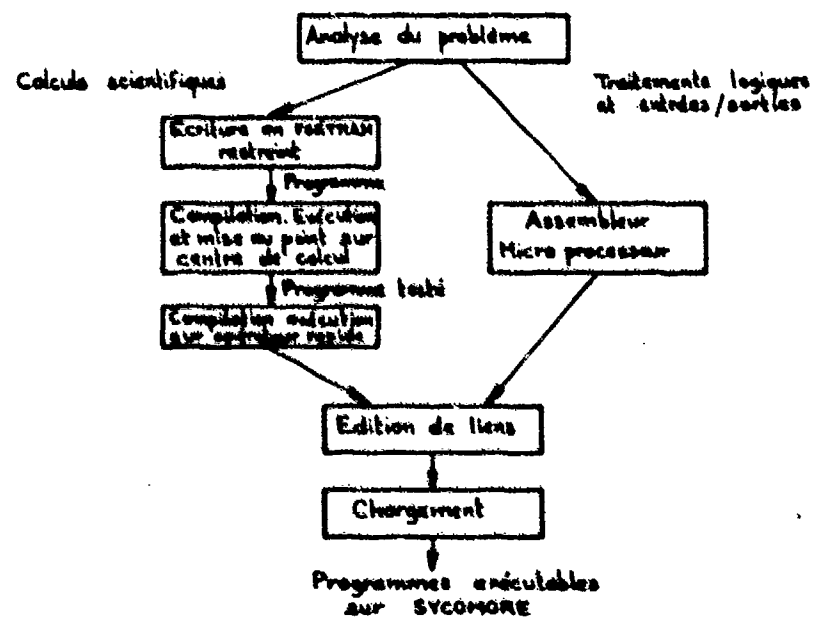 Analyse du problème
Calculs scientifiques
Traitements logiques
et entrées/sorties
Ecriture en FORTRAN
restreint
Programme
Compilation. Exécution
et mise au point sur
centre de calcul
Assembleur
Micro processeur
Programme testé
Compilation exécution
sur opérateur rapide
Edition de liens
Chargement
Programmes exécutables
sur SYCOMORE